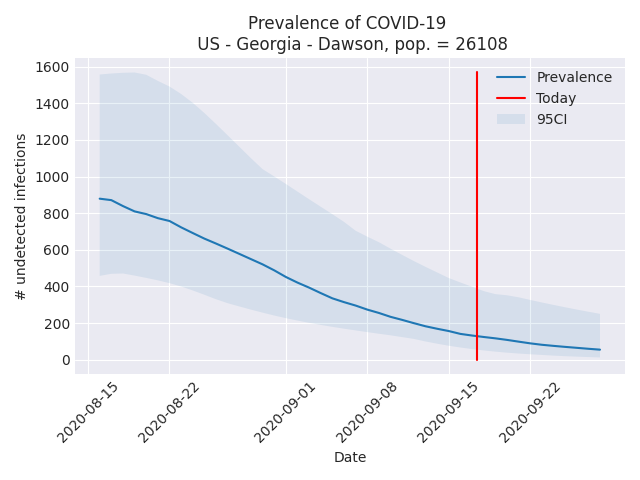 Prevalence of COVID-19
US - Georgia - Dawson, pop. = 26108
1600
1400
1200
1000
800
600
400
200
0
# undetected infections
Prevalence
Today
95CI
2020-08-15
2020-08-22
2020-09-01
2020-09-08
2020-09-15
2020-09-22
Date